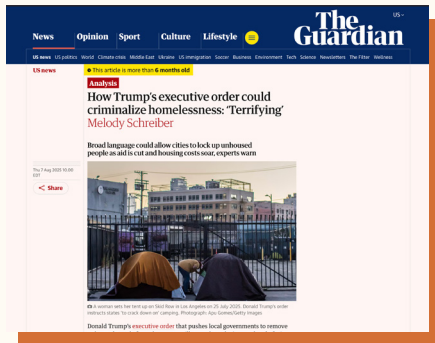 The
Guardian
US
News
Opinion
Sport
Culture
Lifestyle
US news US politics World Climate crisis Middle East Ukraine US immigration Soccer Business Environment Tech Science Newsletters The Filter Wellness
US news
This article is more than 6 months old
Analysis
How Trump's executive order could
criminalize homelessness: 'Terrifying'
Melody Schreiber
Broad language could allow cities to lock up unhoused
people as aid is cut and housing costs soar, experts warn
Thu 7 Aug 2025 10.00
EDT
Share
A woman sets her tent up on Skid Row in Los Angeles on 25 July 2025. Donald Trump's order
instructs states 'to crack down on' camping. Photograph: Apu Gomes/Getty Images
Donald Trump's executive order that pushes local governments to remove